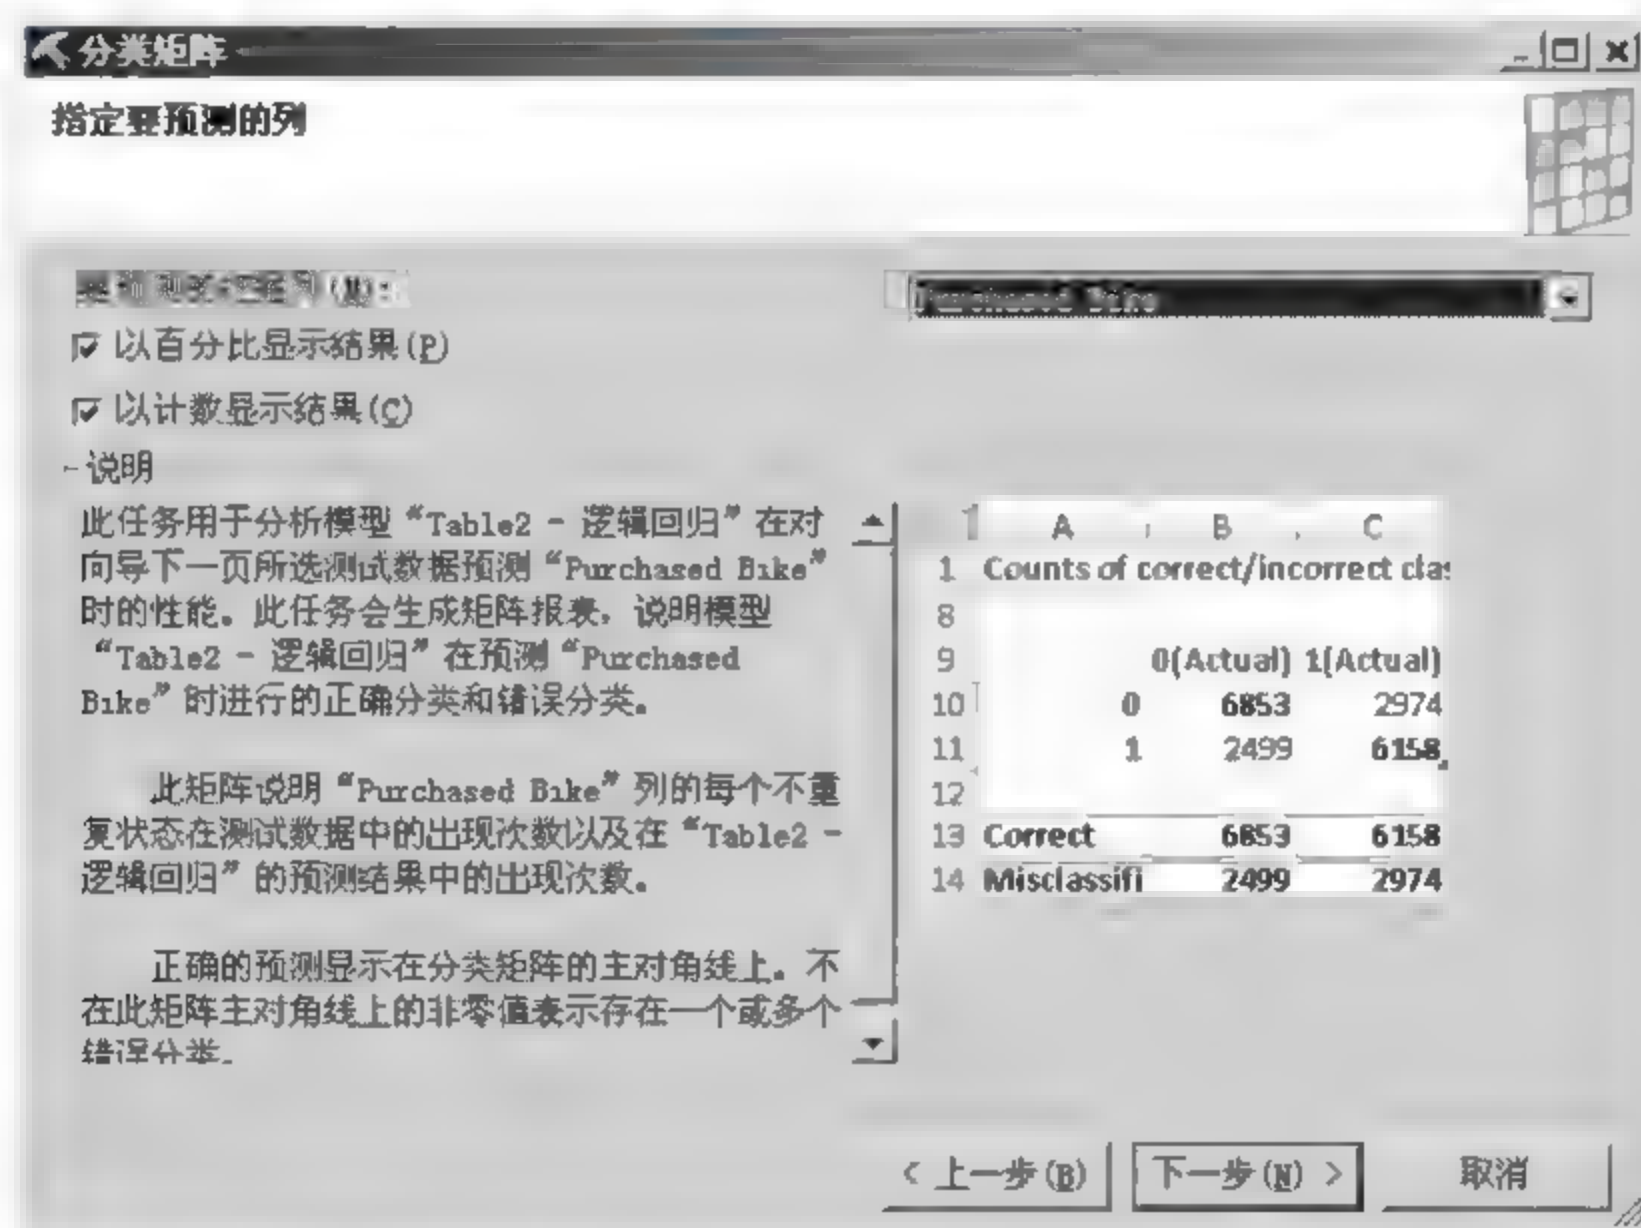 分类矩阵
指定要预测的列
以百分比显示结果(P)
以计数显示结果(C)
说明
此任务用于分析模型“Table2 - 逻辑回归”在对
向导下一页所选测试数据预测“Purchased Bike”
时的性能。此任务会生成矩阵报表，说明模型
“Table2 - 逻辑回归”在预测“Purchased
Bike”时进行的正确分类和错误分类。
此矩阵说明“Purchased Bike”列的每个不重
复状态在测试数据中的出现次数以及在“Table2 -
逻辑回归”的预测结果中的出现次数。
正确的预测显示在分类矩阵的主对角线上。不
在此矩阵主对角线上的非零值表示存在一个或多个
错误分类。
A B C
1 Counts of correct/incorrect clas
8
9 0(Actual) 1(Actual)
10 0 6853 2974
11 1 2499 6158
12
13 Correct 6853 6158
14 Misclassifi 2499 2974
< 上一步(B)
下一步(N) >
取消